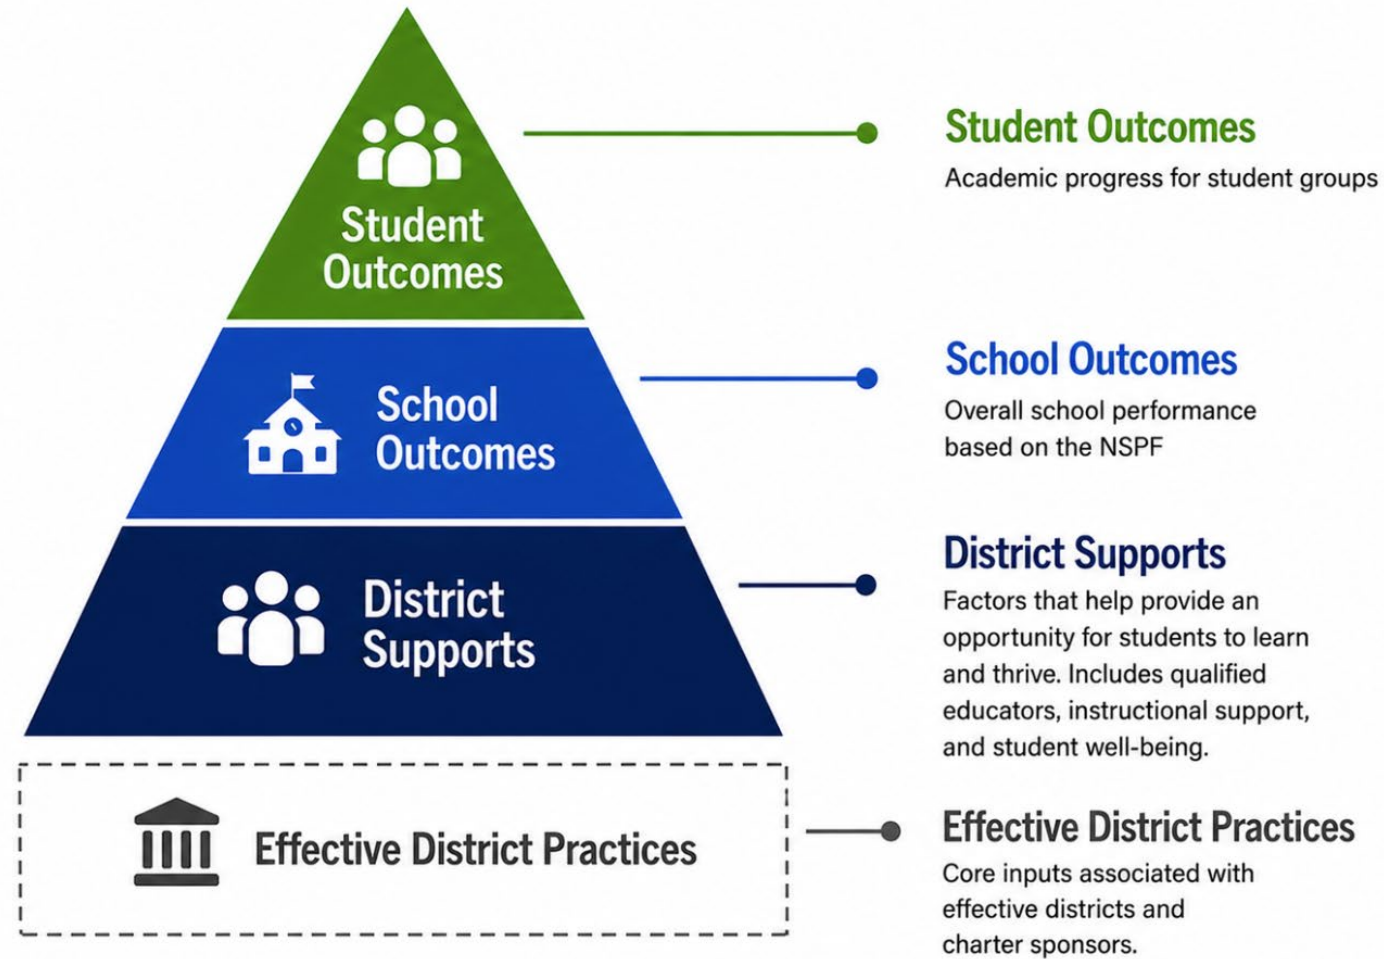 Student
Outcomes
Student Outcomes
Academic progress for student groups
School
Outcomes
School Outcomes
Overall school performance
based on the NSPF
District
Supports
District Supports
Factors that help provide an
opportunity for students to learn
and thrive. Includes qualified
educators, instructional support,
and student well-being.
Effective District Practices
Effective District Practices
Core inputs associated with
effective districts and
charter sponsors.